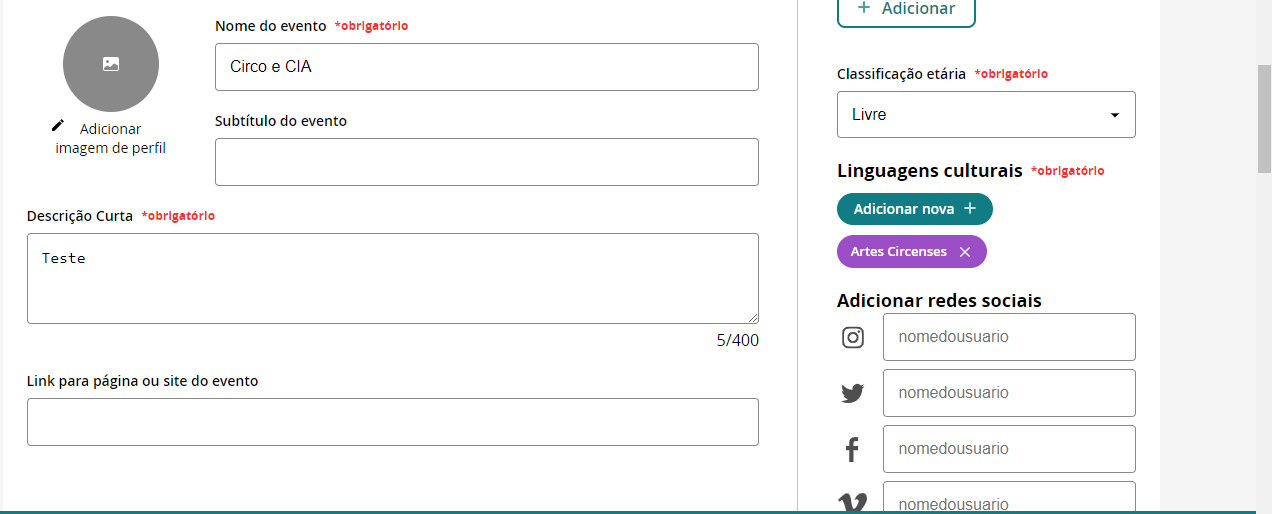 Nome do evento *obrigatório
Circo e CIA
Adicionar
imagem de perfil
Subtítulo do evento
Descrição Curta *obrigatório
Teste
5/400
Link para página ou site do evento
+ Adicionar
Classificação etária *obrigatório
Livre
Linguagens culturais *obrigatório
Adicionar nova +
Artes Circenses ×
Adicionar redes sociais
nomedousuario
nomedousuario
nomedousuario
nomedousuario